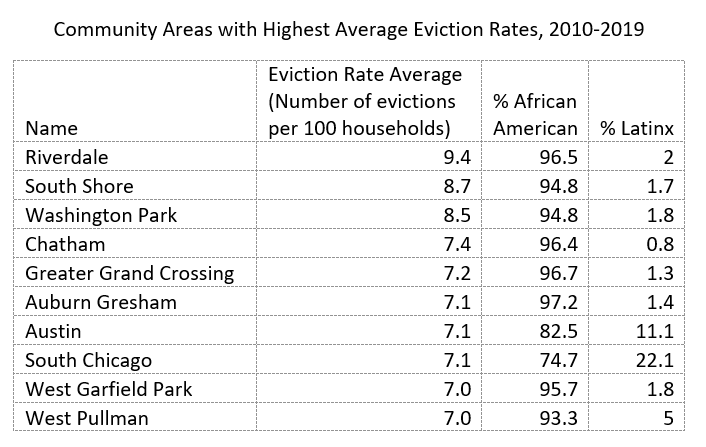 Community Areas with Highest Average Eviction Rates, 2010-2019
Name Eviction Rate Average (Number of evictions per 100 households) % African American % Latinx
Riverdale 9.4 96.5 2
South Shore 8.7 94.8 1.7
Washington Park 8.5 94.8 1.8
Chatham 7.4 96.4 0.8
Greater Grand Crossing 7.2 96.7 1.3
Auburn Gresham 7.1 97.2 1.4
Austin 7.1 82.5 11.1
South Chicago 7.1 74.7 22.1
West Garfield Park 7.0 95.7 1.8
West Pullman 7.0 93.3 5